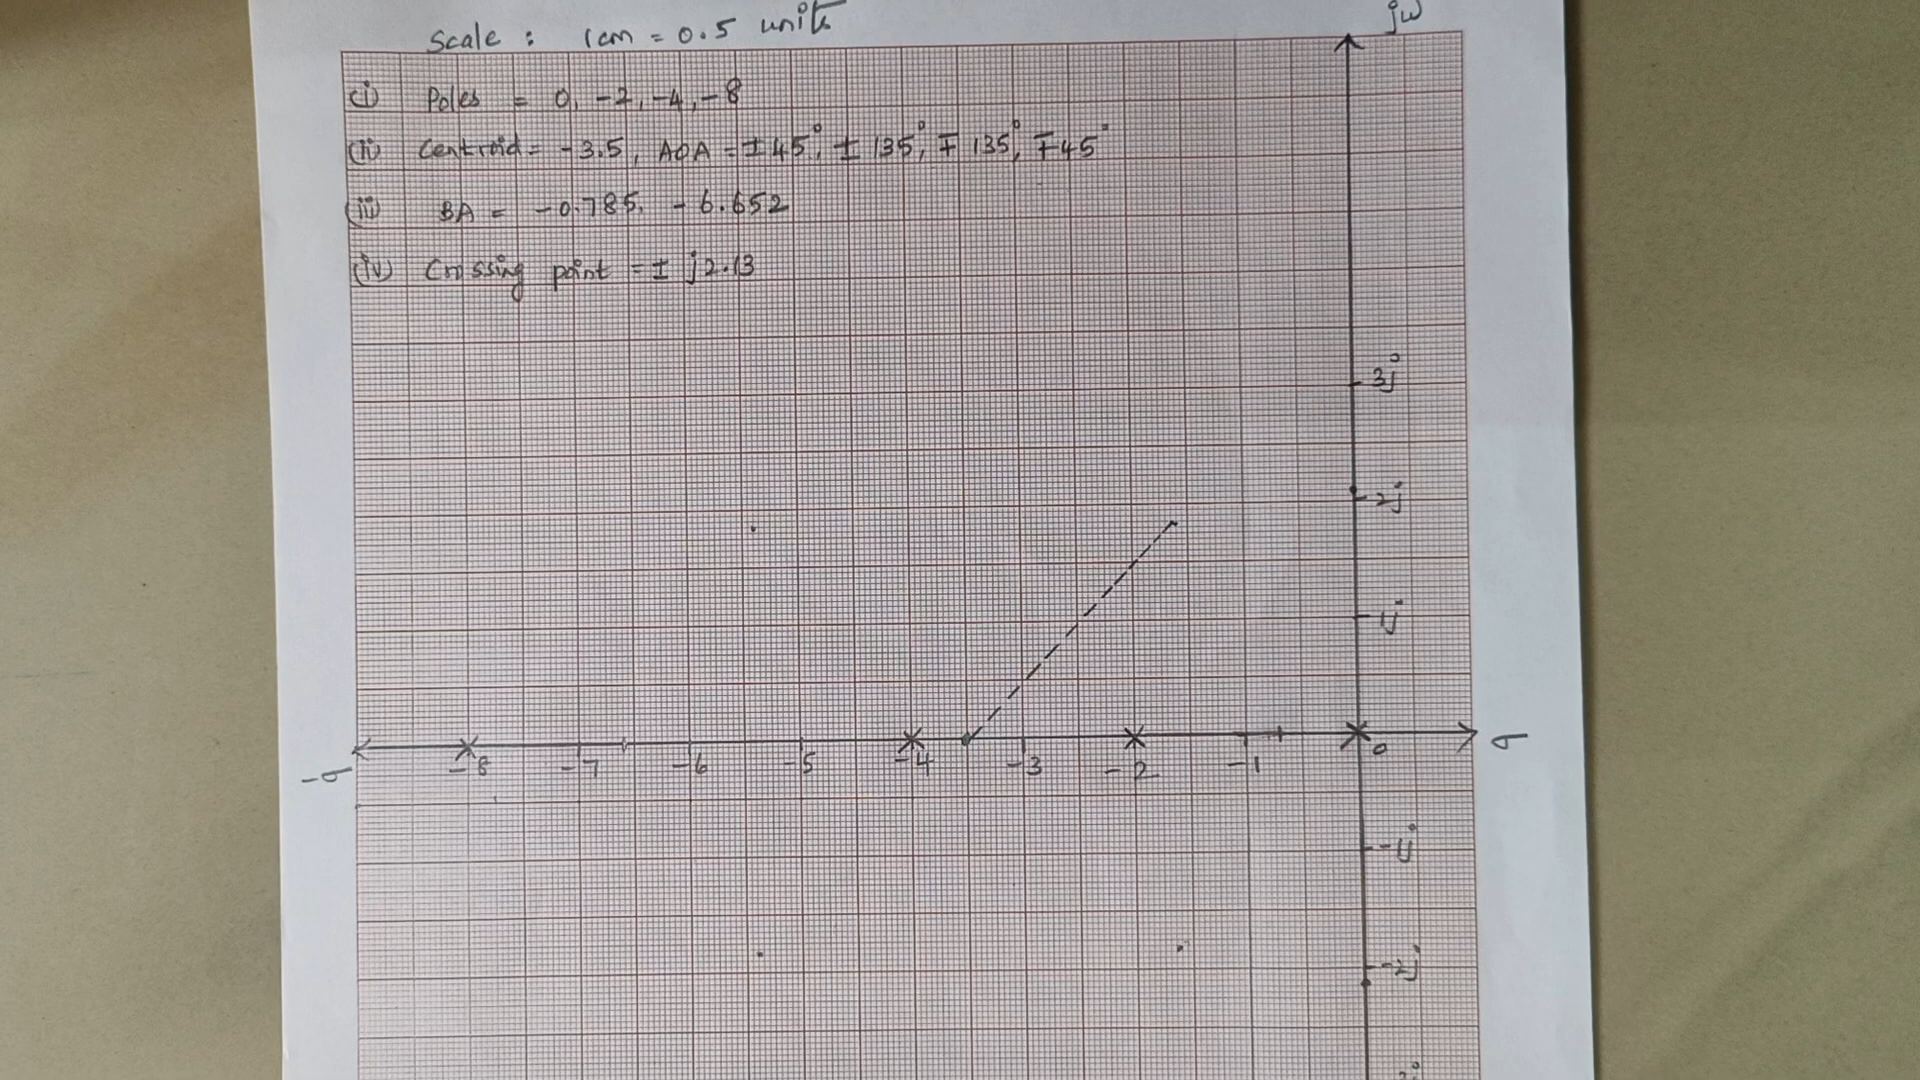 Scale : 1cm = 0.5 units
jω
(i) Poles = 0, -2, -4, -8
(ii) Centroid = -3.5, AOA = ±45°, ±135°, ∓135°, ∓45°
(iii) BA = -0.785, -6.652
(iv) Crossing point = ± j2.13
3j
2j
1j
-σ -8 -7 -6 -5 -4 -3 -2 -1 0 σ
-1j
-2j